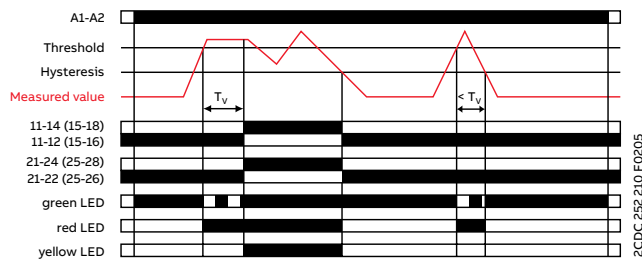 A1-A2
Threshold
Hysteresis
Measured value
Tv
< Tv
11-14 (15-18)
11-12 (15-16)
21-24 (25-28)
21-22 (25-26)
green LED
red LED
yellow LED
2CDC 252 210 F0205